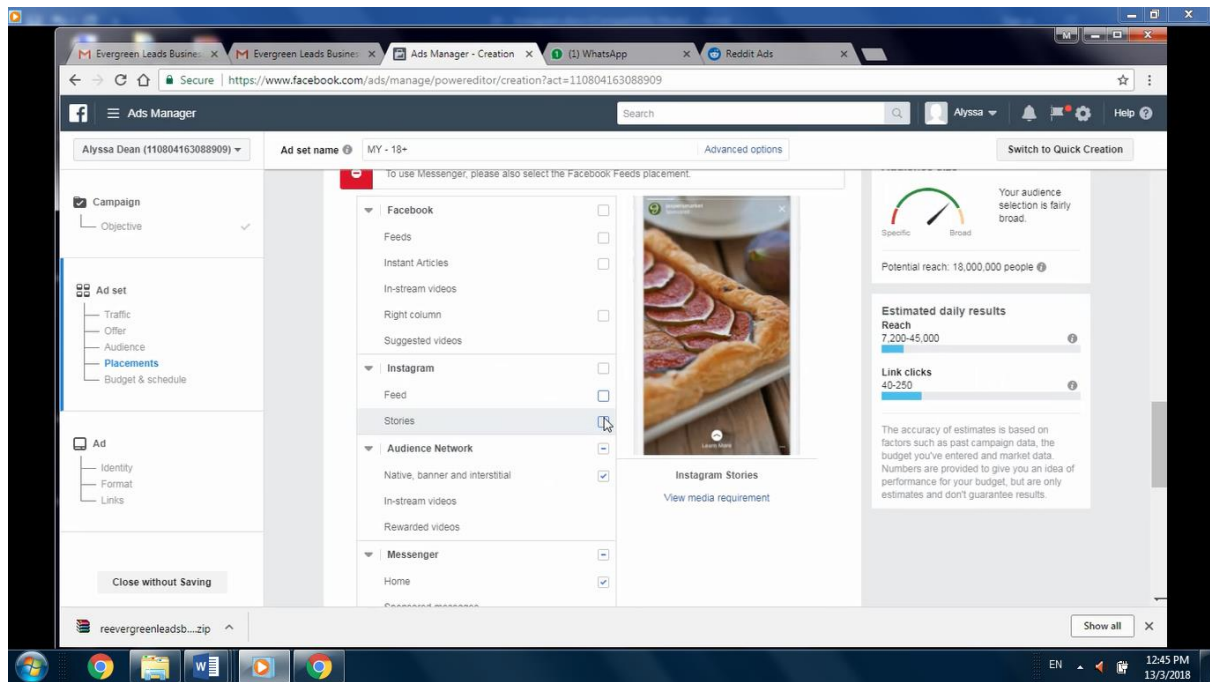 M
Evergreen Leads Busines
Evergreen Leads Busines
Ads Manager - Creation
(1) WhatsApp
Reddit Ads
Secure
https://www.facebook.com/ads/manage/powereditor/creation?act=110804163088909
Ads Manager
Search
Alyssa
Help
Alyssa Dean (110804163088909)
Ad set name
MY - 18+
Advanced options
Switch to Quick Creation
To use Messenger, please also select the Facebook Feeds placement.
Campaign
Objective
Ad set
Traffic
Offer
Audience
Placements
Budget & schedule
Ad
Identity
Format
Links
Close without Saving
Facebook
Feeds
Instant Articles
In-stream videos
Right column
Suggested videos
Instagram
Feed
Stories
Audience Network
Native, banner and interstitial
In-stream videos
Rewarded videos
Messenger
Home
Sponsored messages
Learn More
Instagram Stories
View media requirement
Audience Size
Your audience
selection is fairly
broad.
Specific
Broad
Potential reach: 18,000,000 people
Estimated daily results
Reach
7,200-45,000
Link clicks
40-250
The accuracy of estimates is based on
factors such as past campaign data, the
budget you've entered and market data.
Numbers are provided to give you an idea of
performance for your budget, but are only
estimates and don't guarantee results.
reevergreenleadsb....zip
Show all
EN
12:45 PM
13/3/2018